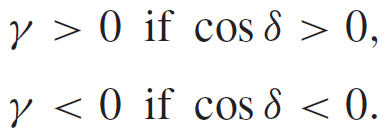 γ > 0 if cos δ > 0,
γ < 0 if cos δ < 0.